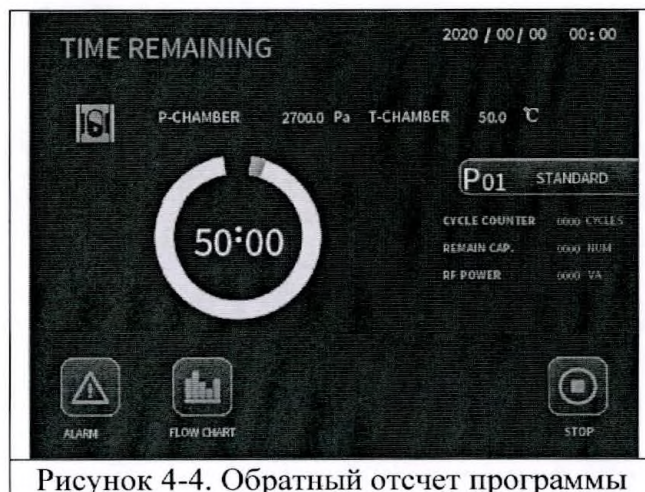 TIME REMAINING
2020 / 00 / 00 00:00
P-CHAMBER 2700.0 Pa T-CHAMBER 50.0 ℃
P01 STANDARD
50:00
CYCLE COUNTER 0000 CYCLES
REMAIN CAP. 0000 NUM
RF POWER 0000 VA
ALARM
FLOW CHART
STOP
Рисунок 4-4. Обратный отсчет программы